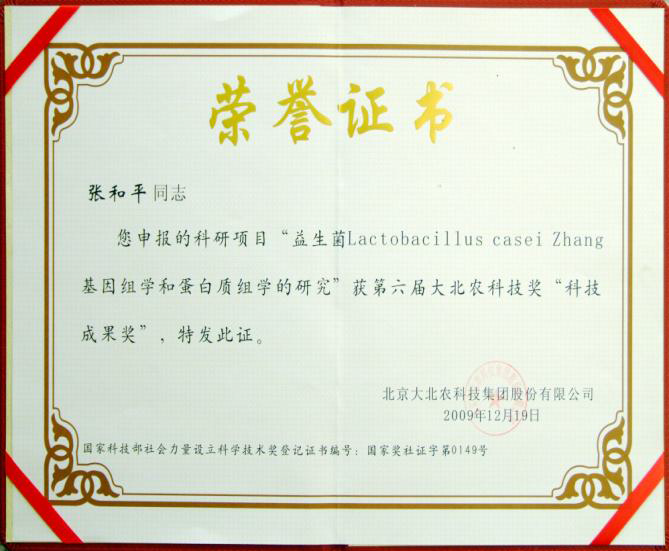 荣誉证书
张和平同志
您申报的科研项目“益生菌Lactobacillus casei Zhang
基因组学和蛋白质组学的研究”获第六届大北农科技奖“科技
成果奖”，特发此证。
北京大北农科技集团股份有限公司
2009年12月19日
国家科技部社会力量设立科学技术奖登记证书编号：国家奖社证字第0149号